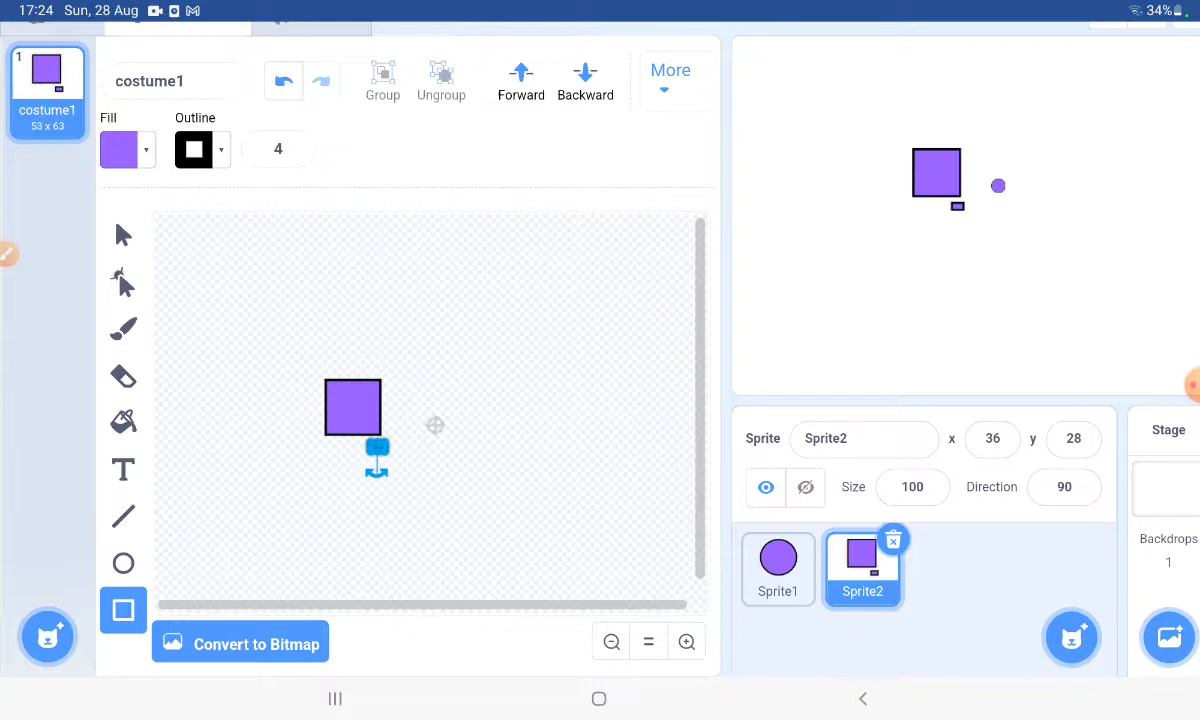 17:24 Sun, 28 Aug
34%
1
costume1
53 x 63
costume1
Group
Ungroup
Forward
Backward
More
Fill
Outline
4
Convert to Bitmap
Sprite
Sprite2
x
36
y
28
Size
100
Direction
90
Sprite1
Sprite2
Stage
Backdrops
1